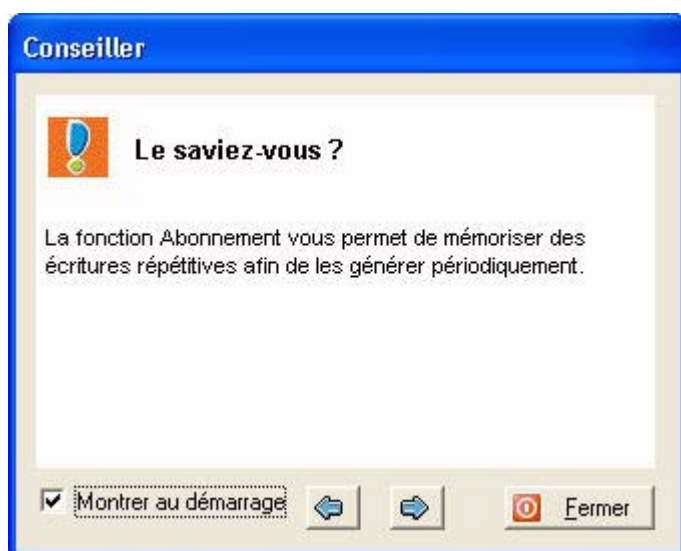 Conseiller
Le saviez-vous ?
La fonction Abonnement vous permet de mémoriser des
écritures répétitives afin de les générer périodiquement.
Montrer au démarrage
Fermer